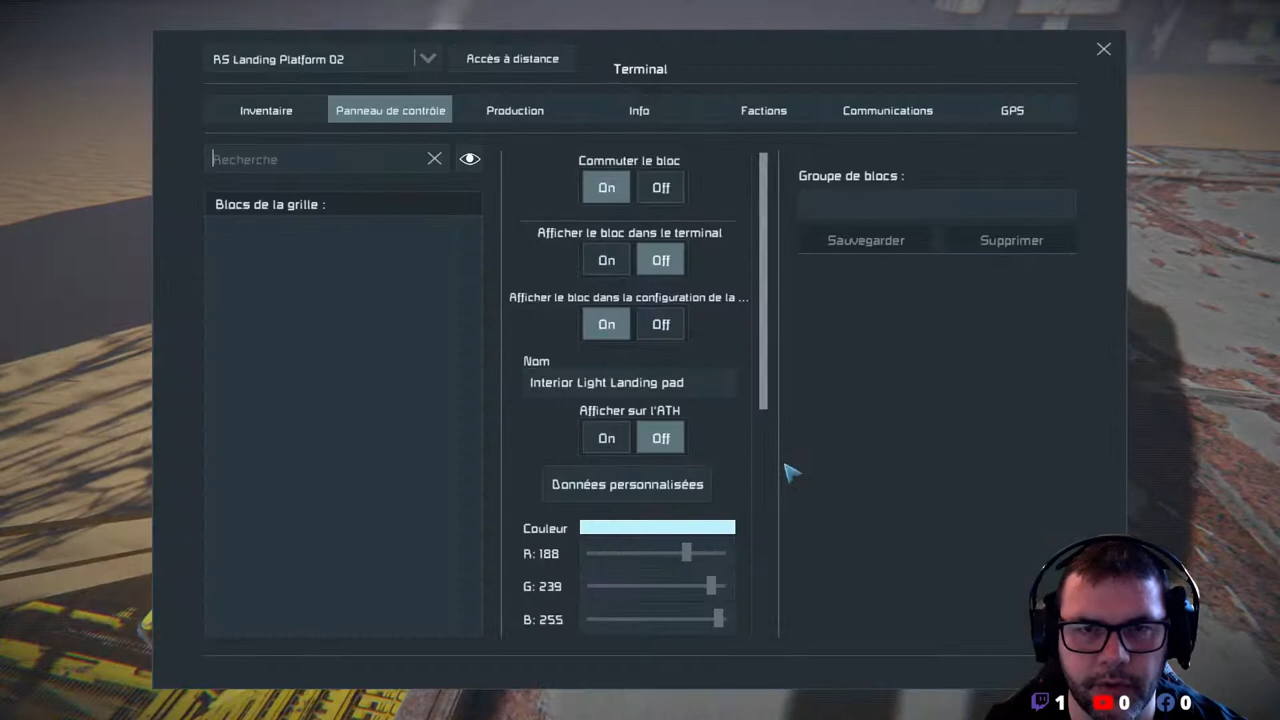 RS Landing Platform 02
Accès à distance
Terminal
Inventaire
Panneau de contrôle
Production
Info
Factions
Communications
GPS
Recherche
Blocs de la grille :
Commuter le bloc
On Off
Afficher le bloc dans le terminal
On Off
Afficher le bloc dans la configuration de la ...
On Off
Nom
Interior Light Landing pad
Afficher sur l'ATH
On Off
Données personnalisées
Couleur
R: 188
G: 239
B: 255
Groupe de blocs :
Sauvegarder
Supprimer
1 0 0